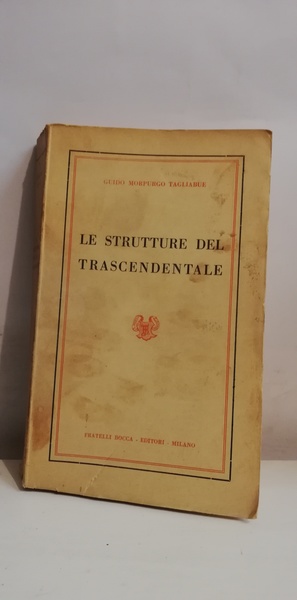 GUIDO MORPURGO TAGLIABUE
LE STRUTTURE DEL
TRASCENDENTALE
FRATELLI BOCCA - EDITORI - MILANO